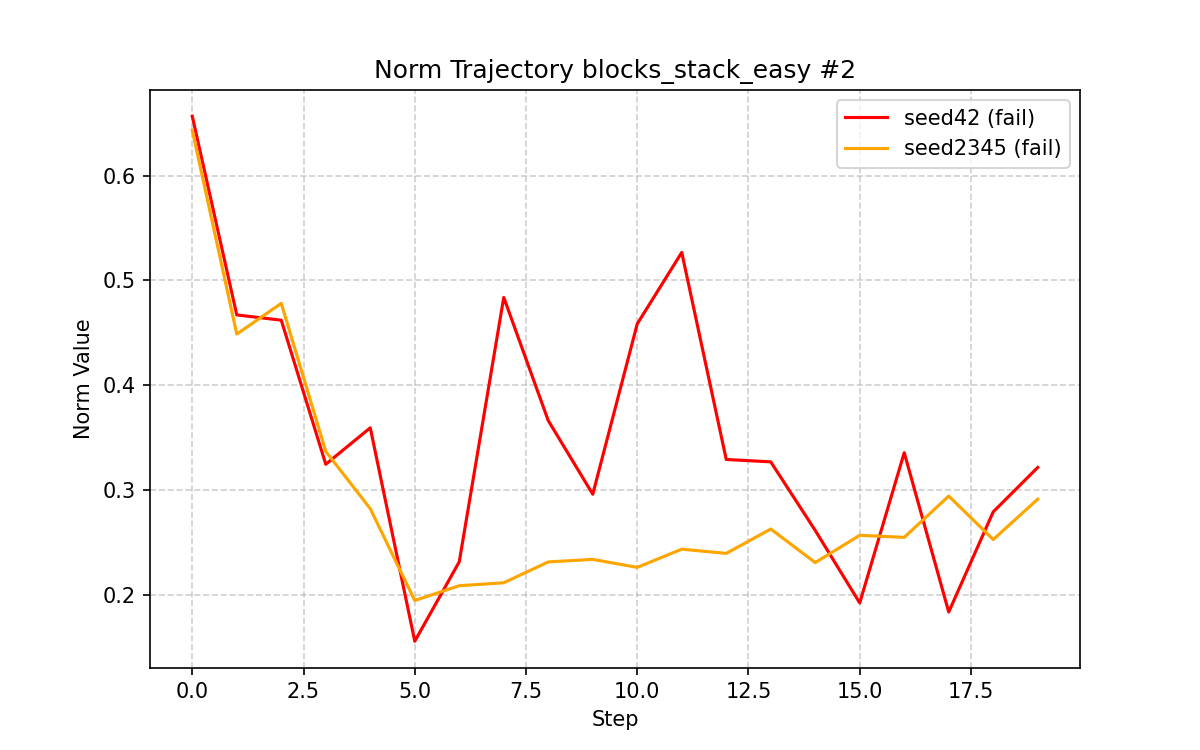 Norm Trajectory blocks_stack_easy #2
seed42 (fail)
seed2345 (fail)
Norm Value
0.6
0.5
0.4
0.3
0.2
0.0
2.5
5.0
7.5
10.0
12.5
15.0
17.5
Step